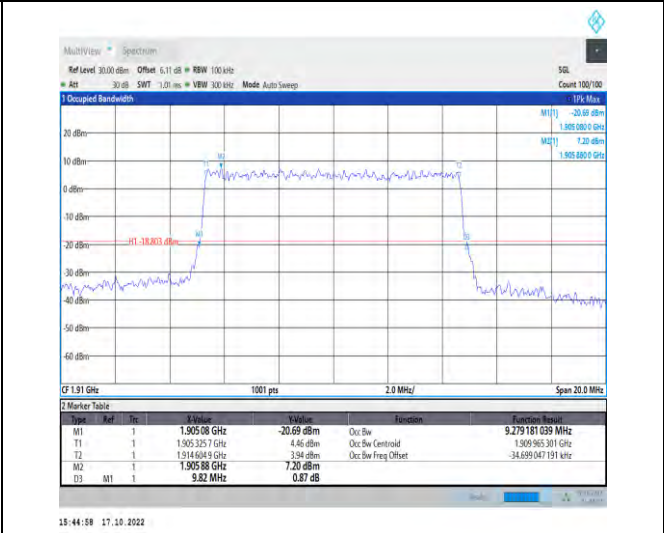 MultiView Spectrum
Ref Level 30.00 dBm Offset 6.11 dB RBW 100 kHz SGL
Att 30 dB SWT 1.01 ms VBW 300 kHz Mode Auto Sweep Count 100/100
1 Occupied Bandwidth 1Pk Max
M1[1] -20.69 dBm
1.905 080 0 GHz
M2[1] 7.20 dBm
1.905 880 0 GHz
20 dBm
10 dBm
T1 M2 T2
0 dBm
-10 dBm
M1 D3
H1 -18.803 dBm
-20 dBm
-30 dBm
-40 dBm
-50 dBm
-60 dBm
CF 1.91 GHz 1001 pts 2.0 MHz/ Span 20.0 MHz
2 Marker Table
Type Ref Trc X-Value Y-Value Function Function Result
M1 1 1.905 08 GHz -20.69 dBm Occ Bw 9.279 181 039 MHz
T1 1 1.905 325 7 GHz 4.46 dBm Occ Bw Centroid 1.909 965 301 GHz
T2 1 1.914 604 9 GHz 3.94 dBm Occ Bw Freq Offset -34.699 047 191 kHz
M2 1 1.905 88 GHz 7.20 dBm
D3 M1 1 9.82 MHz 0.87 dB
15:44:58 17.10.2022